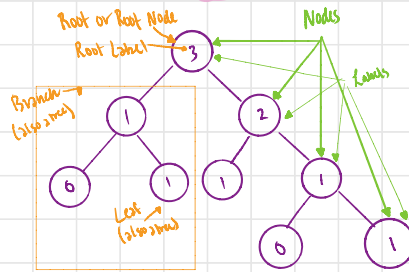 Root or Root Node
Nodes
Root Label
3
Labels
Branch
(also a tree)
1
2
0
1
1
1
Leaf
(also a tree)
0
1